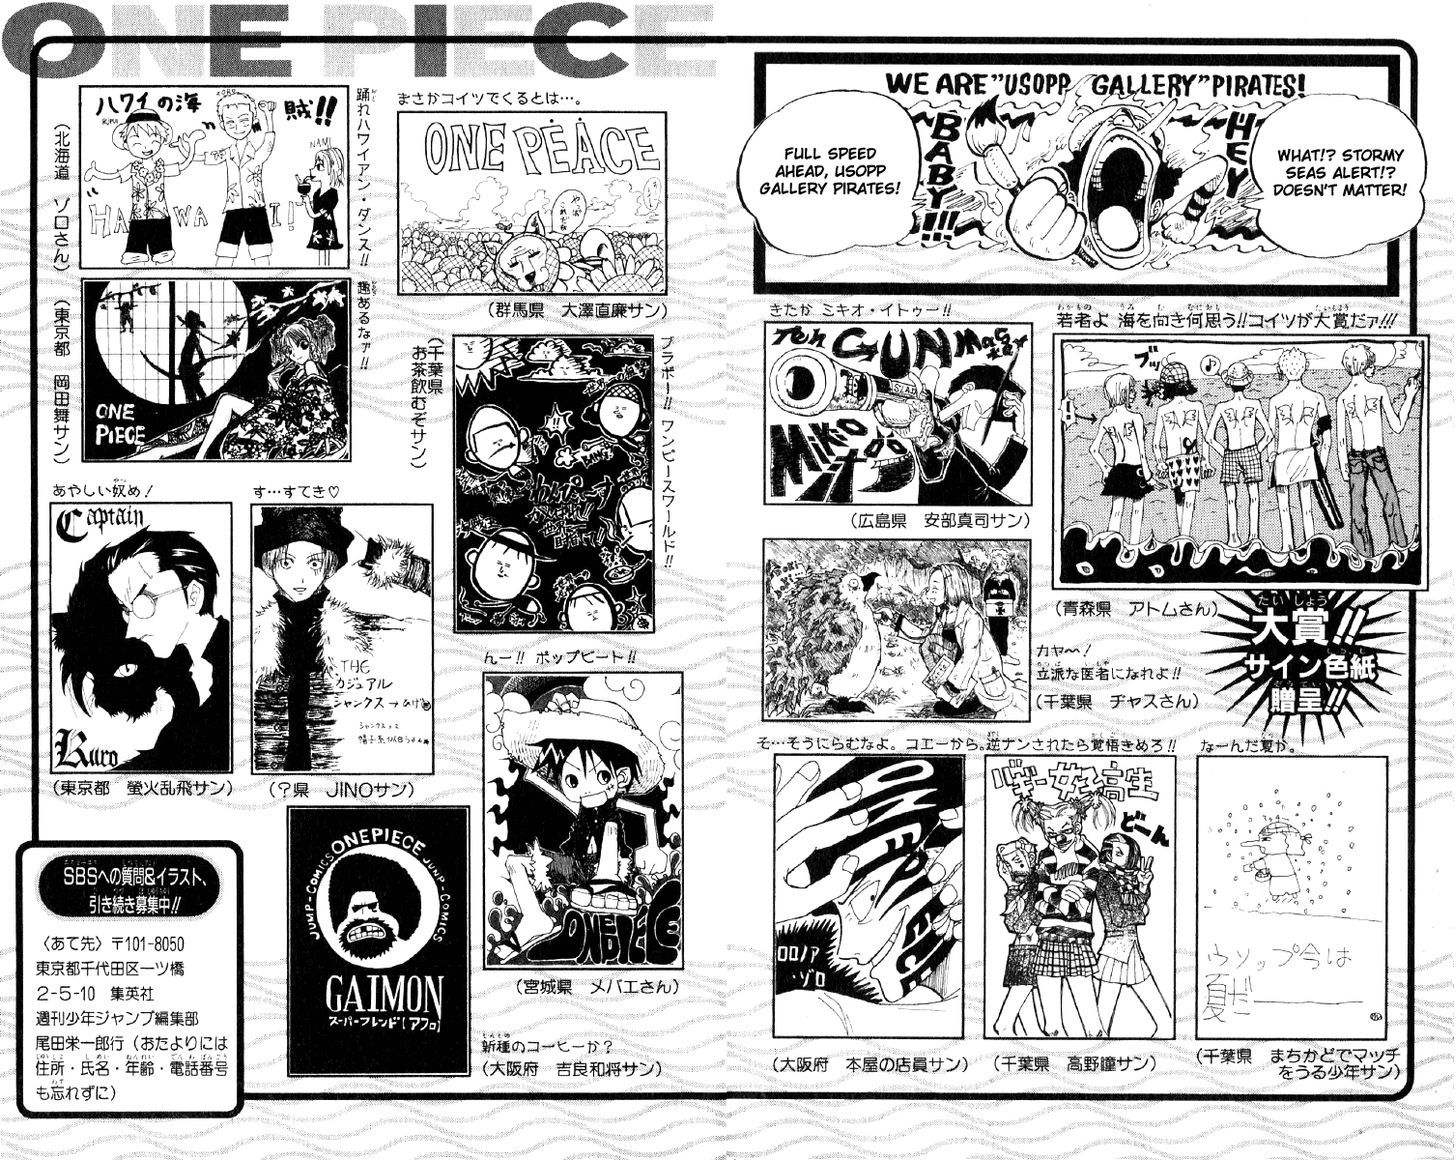 ONE PIECE
WE ARE "USOPP GALLERY" PIRATES!
HEY
BABY!!!
WHAT!? STORMY
SEAS ALERT!?
DOESN'T MATTER!
FULL SPEED
AHEAD, USOPP
GALLERY PIRATES!
若者よ 海を向き何思う!!コイツが大賞だァ!!!
ブッ
(青森県 アトムさん)
大賞!!
サイン色紙
贈呈!!
きたか ミキオ・イトゥー!!
Teh GUN Master
MiKio
イトO
(広島県 安部真司サン)
カヤ〜!
立派な医者になれよ!!
(千葉県 ヂャスさん)
そ…そうにらむなよ。コエーから。
ONE PIECE
ロロノア
・ゾロ
(大阪府 本屋の店員サン)
逆ナンされたら覚悟きめろ!!
バギー女子高生
どーん
(千葉県 高野瞳サン)
なーんだ夏か。
ウソップ今は
夏だ
(千葉県 まちかどでマッチ
をうる少年サン)
まさかコイツでくるとは…。
ONE PEACE
(群馬県 大澤直廉サン)
踊れハワイアン・ダンス!!
ハワイの海賊!!
RUFFY
ZORO
NAMI
HAWAI!
(北海道 ゾロさん)
趣あるなァ!!
ONE
PIECE
(東京都 岡田舞サン)
ブラボー!! ワンピースワールド!!
(千葉県
お茶飲むぞサン)
あやしい奴め!
Captain
Kuro
(東京都 螢火乱飛サン)
す…すてき♡
THE
カジュアル
シャンクス→あげ
(?県 JINOサン)
んー!! ポップビート!!
ONE PIECE
(宮城県 メバエさん)
JUMP-COMICS ONEPIECE JUMP-COMICS
GAIMON
スーパーフレンド[アフロ]
新種のコーヒーか?
(大阪府 吉良和将サン)
SBSへの質問&イラスト、
引き続き募集中!!
〈あて先〉〒101-8050
東京都千代田区一ツ橋
2-5-10 集英社
週刊少年ジャンプ編集部
尾田栄一郎行(おたよりには
住所・氏名・年齢・電話番号
も忘れずに)